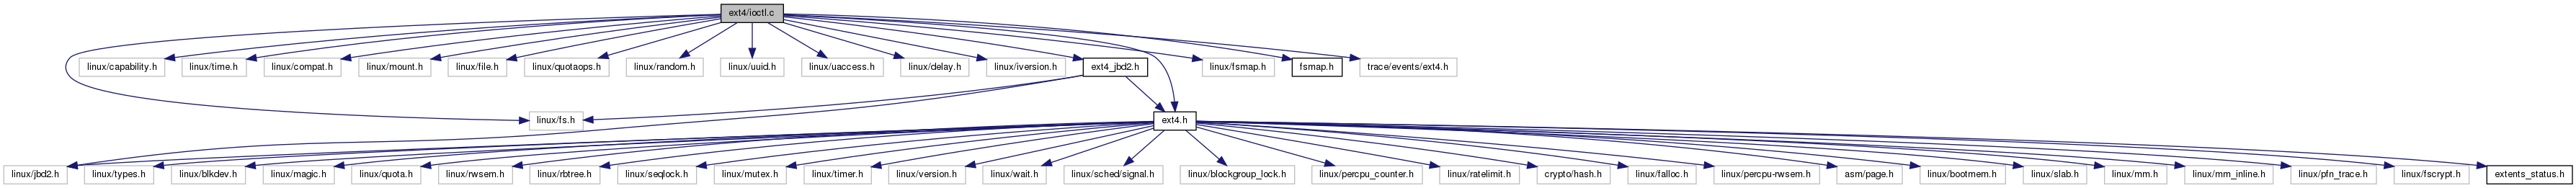 ext4/ioctl.c
linux/capability.h
linux/time.h
linux/compat.h
linux/mount.h
linux/file.h
linux/quotaops.h
linux/random.h
linux/uuid.h
linux/uaccess.h
linux/delay.h
linux/iversion.h
ext4_jbd2.h
linux/fsmap.h
fsmap.h
trace/events/ext4.h
linux/fs.h
ext4.h
linux/jbd2.h
linux/types.h
linux/blkdev.h
linux/magic.h
linux/quota.h
linux/rwsem.h
linux/rbtree.h
linux/seqlock.h
linux/mutex.h
linux/timer.h
linux/version.h
linux/wait.h
linux/sched/signal.h
linux/blockgroup_lock.h
linux/percpu_counter.h
linux/ratelimit.h
crypto/hash.h
linux/falloc.h
linux/percpu-rwsem.h
asm/page.h
linux/bootmem.h
linux/slab.h
linux/mm.h
linux/mm_inline.h
linux/pfn_trace.h
linux/fscrypt.h
extents_status.h